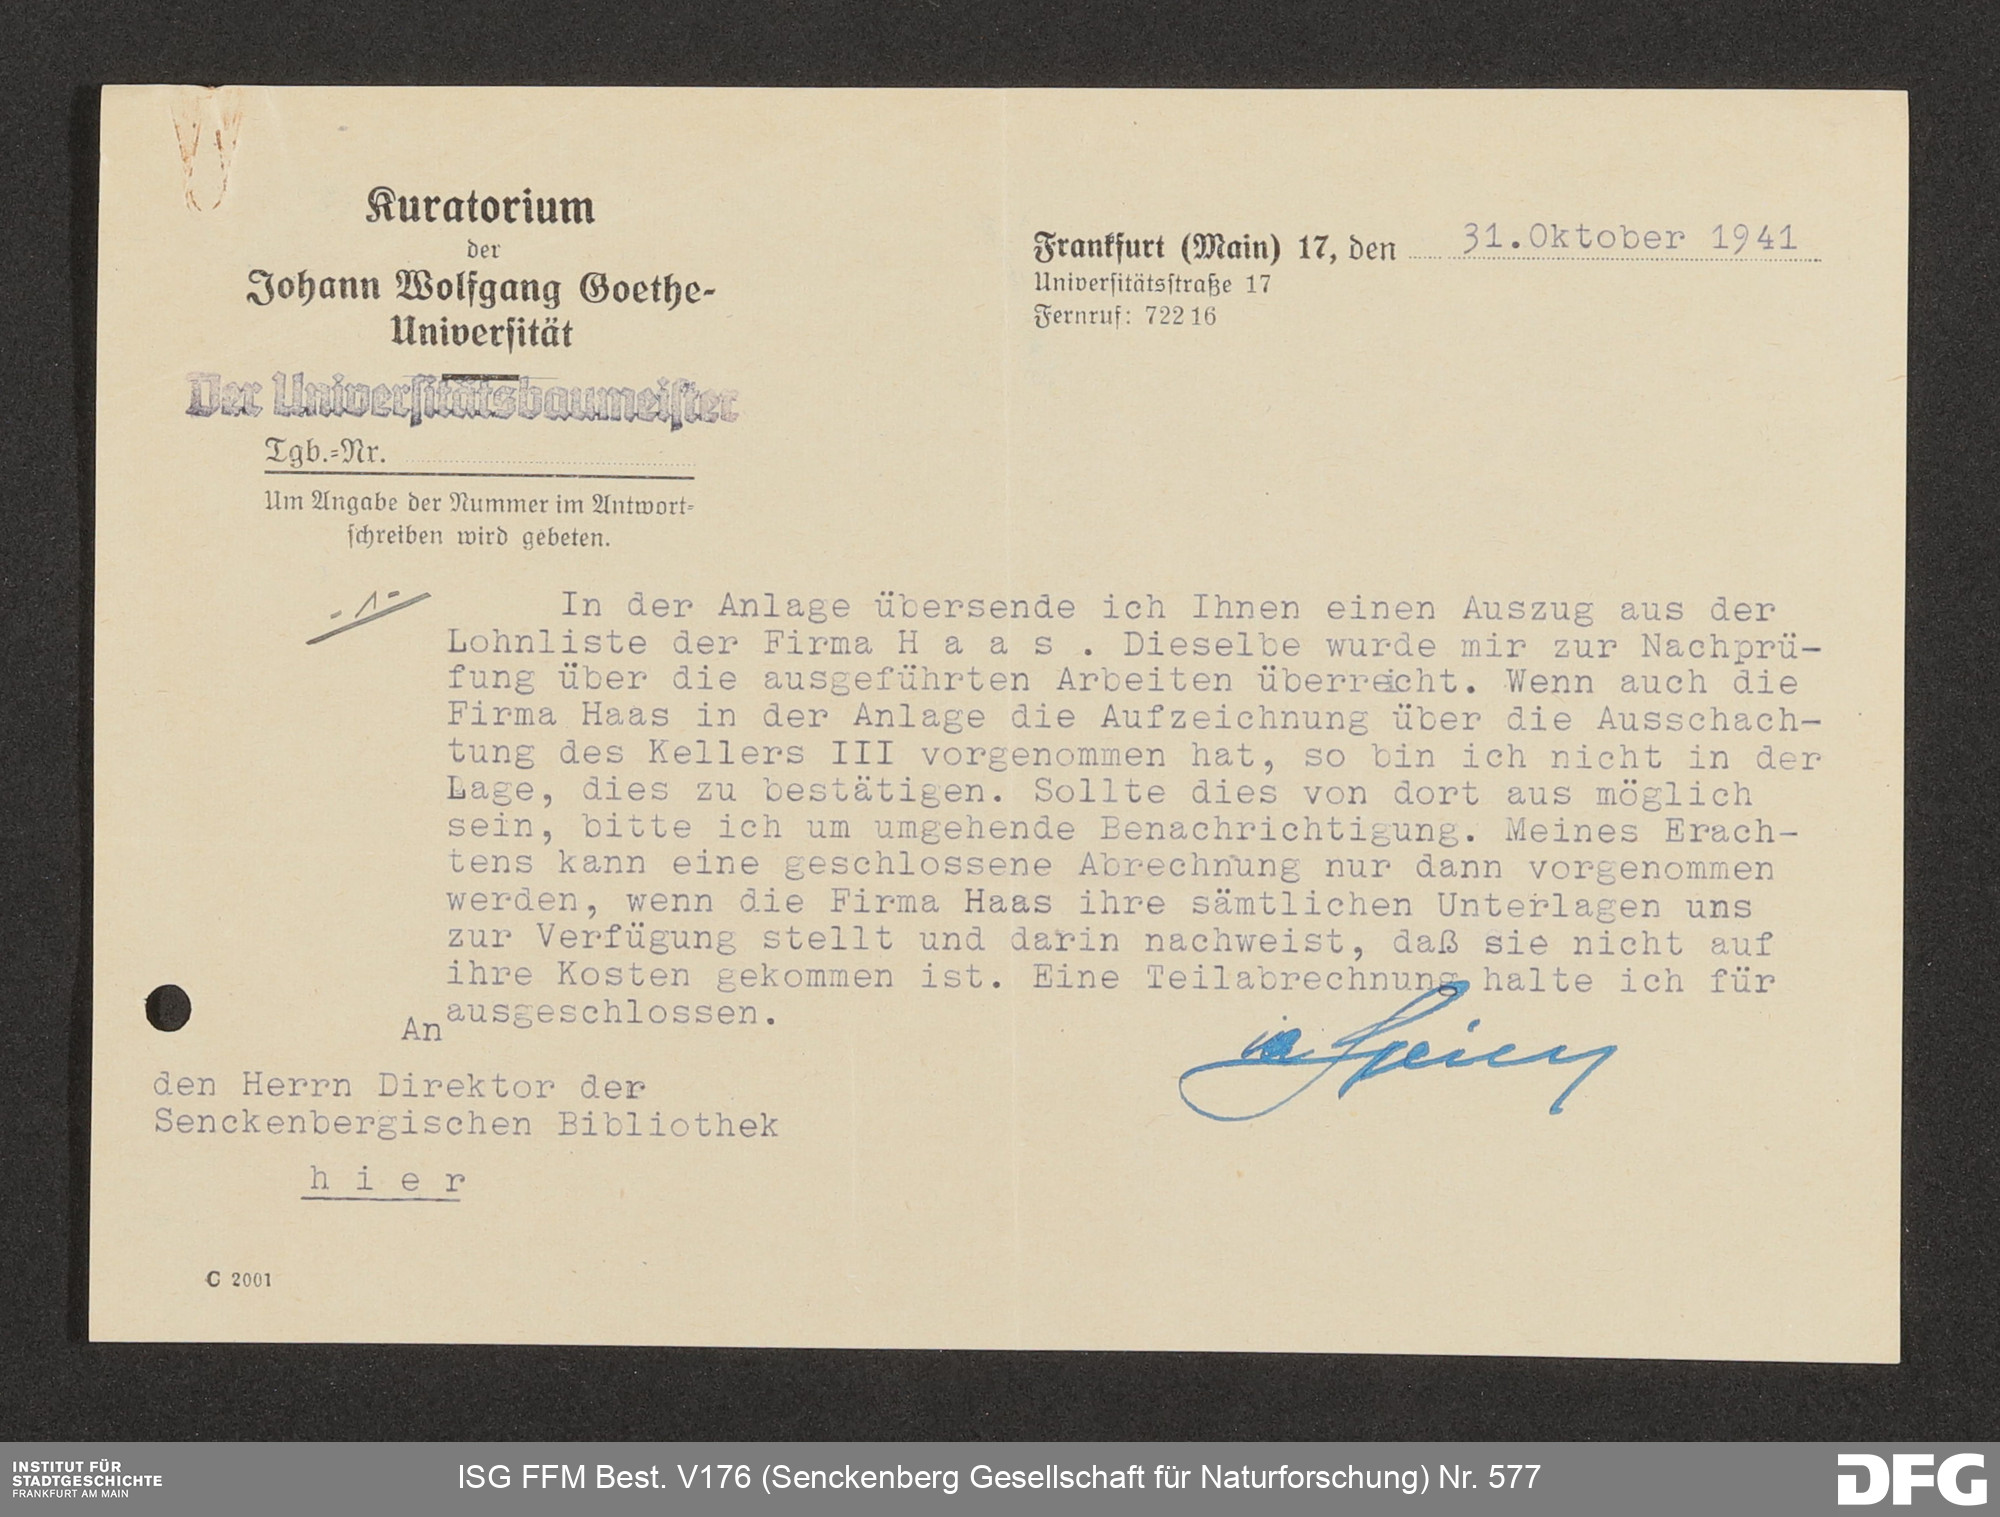 Kuratorium
der
Johann Wolfgang Goethe-
Universität
Der Universitätsbaumeister
Tgb.-Nr.
Um Angabe der Nummer im Antwort-
schreiben wird gebeten.
Frankfurt (Main) 17, den 31.Oktober 1941
Universitätsstraße 17
Fernruf: 722 16
-1-
In der Anlage übersende ich Ihnen einen Auszug aus der
Lohnliste der Firma H a a s . Dieselbe wurde mir zur Nachprü-
fung über die ausgeführten Arbeiten überreicht. Wenn auch die
Firma Haas in der Anlage die Aufzeichnung über die Ausschach-
tung des Kellers III vorgenommen hat, so bin ich nicht in der
Lage, dies zu bestätigen. Sollte dies von dort aus möglich
sein, bitte ich um umgehende Benachrichtigung. Meines Erach-
tens kann eine geschlossene Abrechnung nur dann vorgenommen
werden, wenn die Firma Haas ihre sämtlichen Unterlagen uns
zur Verfügung stellt und darin nachweist, daß sie nicht auf
ihre Kosten gekommen ist. Eine Teilabrechnung halte ich für
ausgeschlossen.
An
den Herrn Direktor der
Senckenbergischen Bibliothek
h i e r
C 2001
INSTITUT FÜR
STADTGESCHICHTE
FRANKFURT AM MAIN
ISG FFM Best. V176 (Senckenberg Gesellschaft für Naturforschung) Nr. 577
DFG